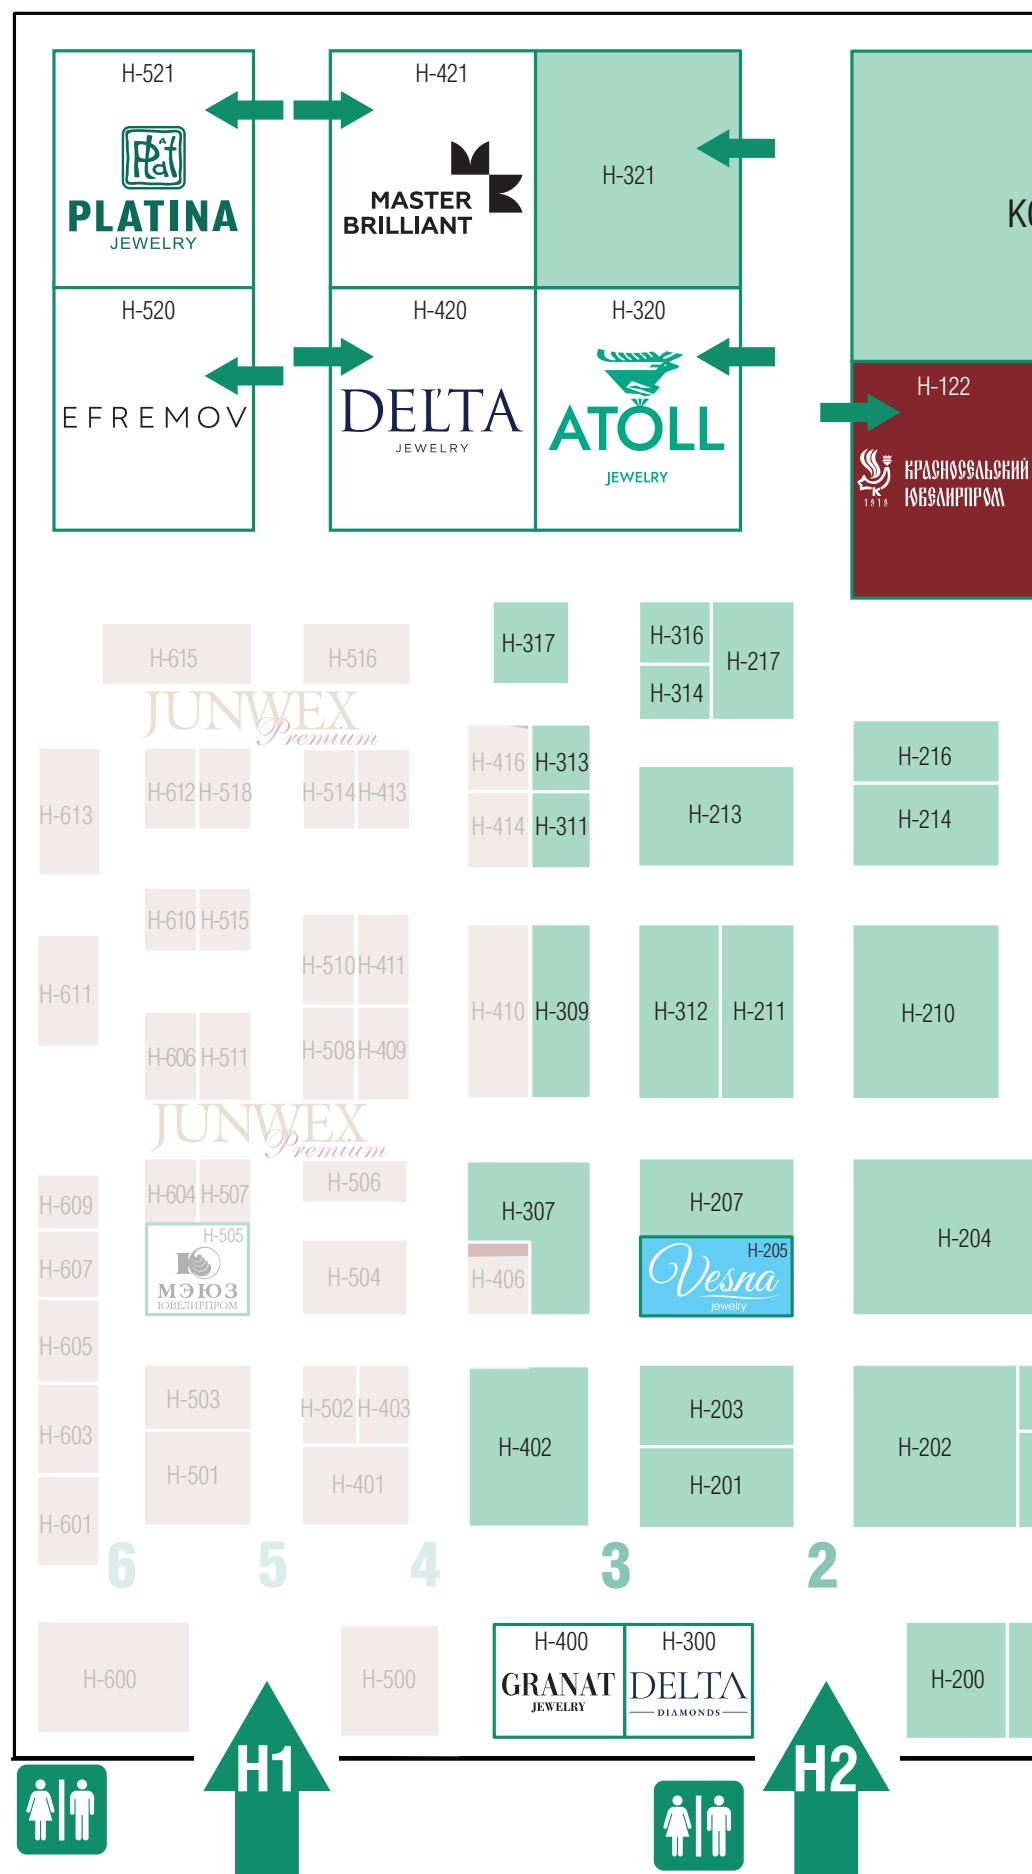 H-521
H-421
H-321
Plat
PLATINA
JEWELRY
MASTER
BRILLIANT
H-520
H-420
H-320
EFREMOV
DEL'TA
JEWELRY
ATOLL
JEWELRY
H-122
КРАСНОСЕЛЬСКИЙ
ЮВЕЛИРПРОМ
К
1919
H-615
H-516
H-317
H-316
H-314
H-217
JUNWEX
Premium
H-613
H-612
H-518
H-514
H-413
H-416
H-313
H-414
H-311
H-213
H-216
H-214
H-611
H-610
H-515
H-510
H-411
H-410
H-309
H-312
H-211
H-210
H-606
H-511
H-508
H-409
JUNWEX
Premium
H-609
H-604
H-507
H-506
H-307
H-207
H-204
H-607
H-505
МЭЮЗ
ЮВЕЛИРПРОМ
H-504
H-406
H-205
Vesna
jewelry
H-605
H-603
H-503
H-502
H-403
H-402
H-203
H-202
H-601
H-501
H-401
H-201
6
5
4
3
2
H-600
H-500
H-400
GRANAT
JEWELRY
H-300
DELTA
DIAMONDS
H-200
H1
H2